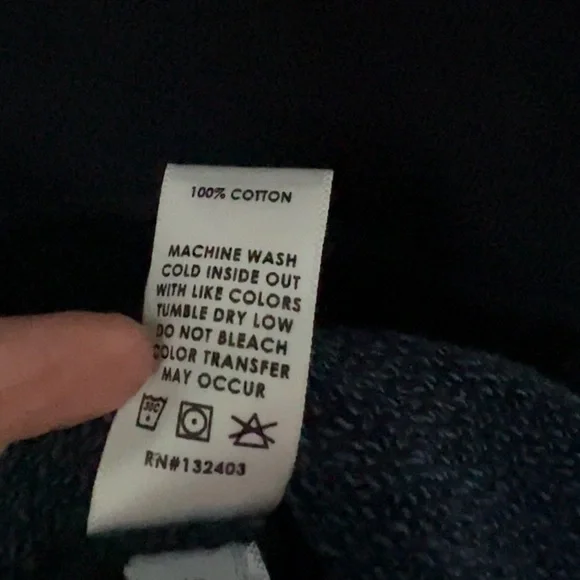 100% COTTON
MACHINE WASH
COLD INSIDE OUT
WITH LIKE COLORS
TUMBLE DRY LOW
DO NOT BLEACH
COLOR TRANSFER
MAY OCCUR
30C
RN#132403